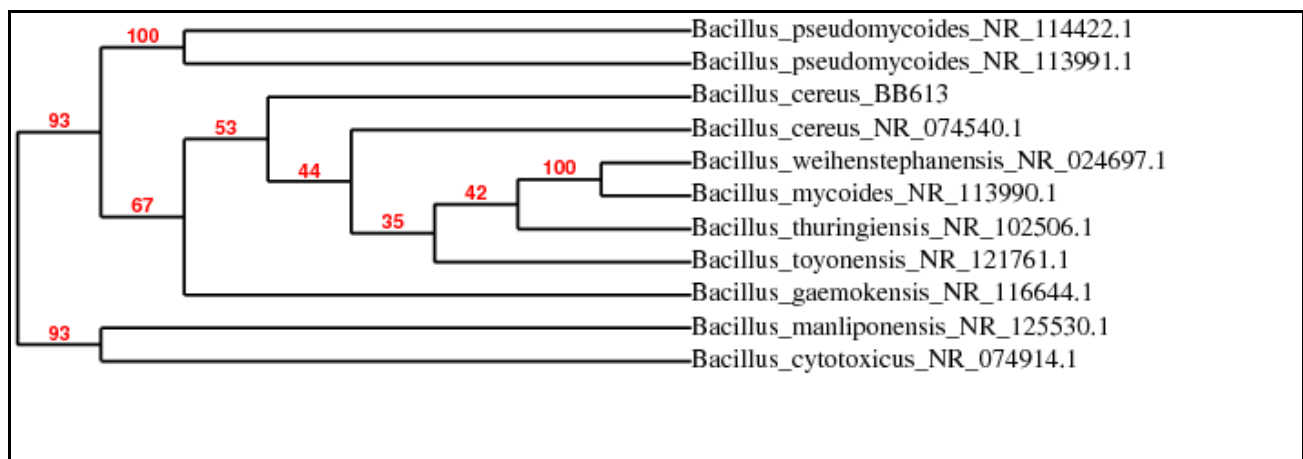 100
Bacillus_pseudomycoides_NR_114422.1
Bacillus_pseudomycoides_NR_113991.1
Bacillus_cereus_BB613
93
53
Bacillus_cereus_NR_074540.1
44
100
Bacillus_weihenstephanensis_NR_024697.1
Bacillus_mycoides_NR_113990.1
67
42
35
Bacillus_thuringiensis_NR_102506.1
Bacillus_toyonensis_NR_121761.1
Bacillus_gaemokensis_NR_116644.1
93
Bacillus_manliponensis_NR_125530.1
Bacillus_cytotoxicus_NR_074914.1